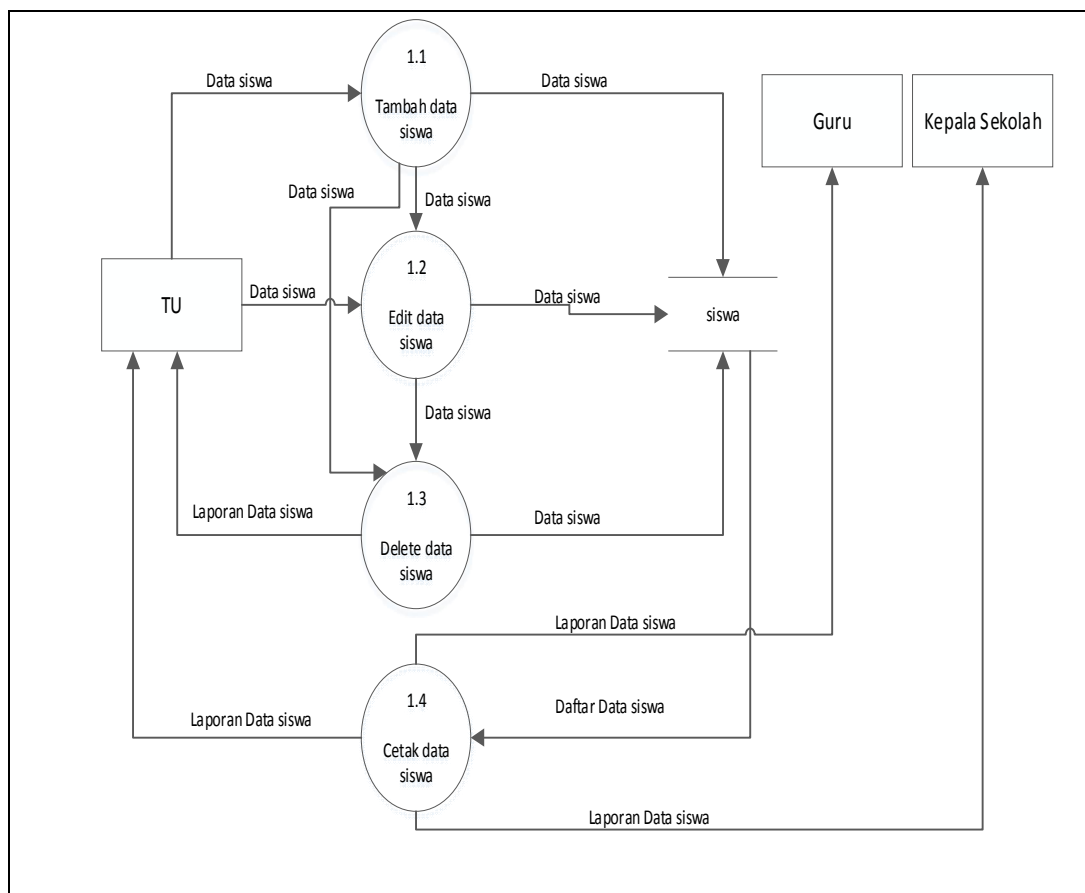 1.1
Tambah data
siswa
Data siswa
Data siswa
Guru
Kepala Sekolah
Data siswa
Data siswa
TU
Data siswa
1.2
Edit data
siswa
Data siswa
siswa
Data siswa
Laporan Data siswa
1.3
Delete data
siswa
Data siswa
Laporan Data siswa
Laporan Data siswa
1.4
Cetak data
siswa
Daftar Data siswa
Laporan Data siswa